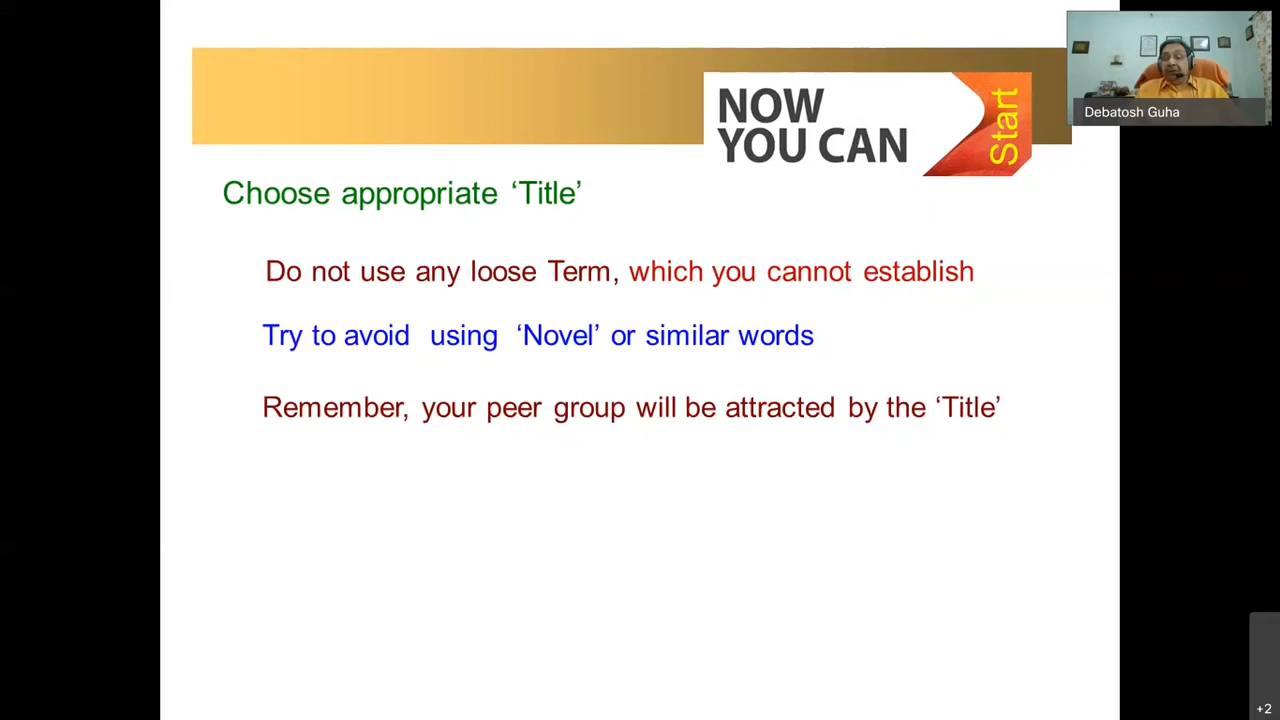 NOW
YOU CAN
Start
Debatosh Guha
Choose appropriate ‘Title’
Do not use any loose Term, which you cannot establish
Try to avoid using ‘Novel’ or similar words
Remember, your peer group will be attracted by the ‘Title’
+2